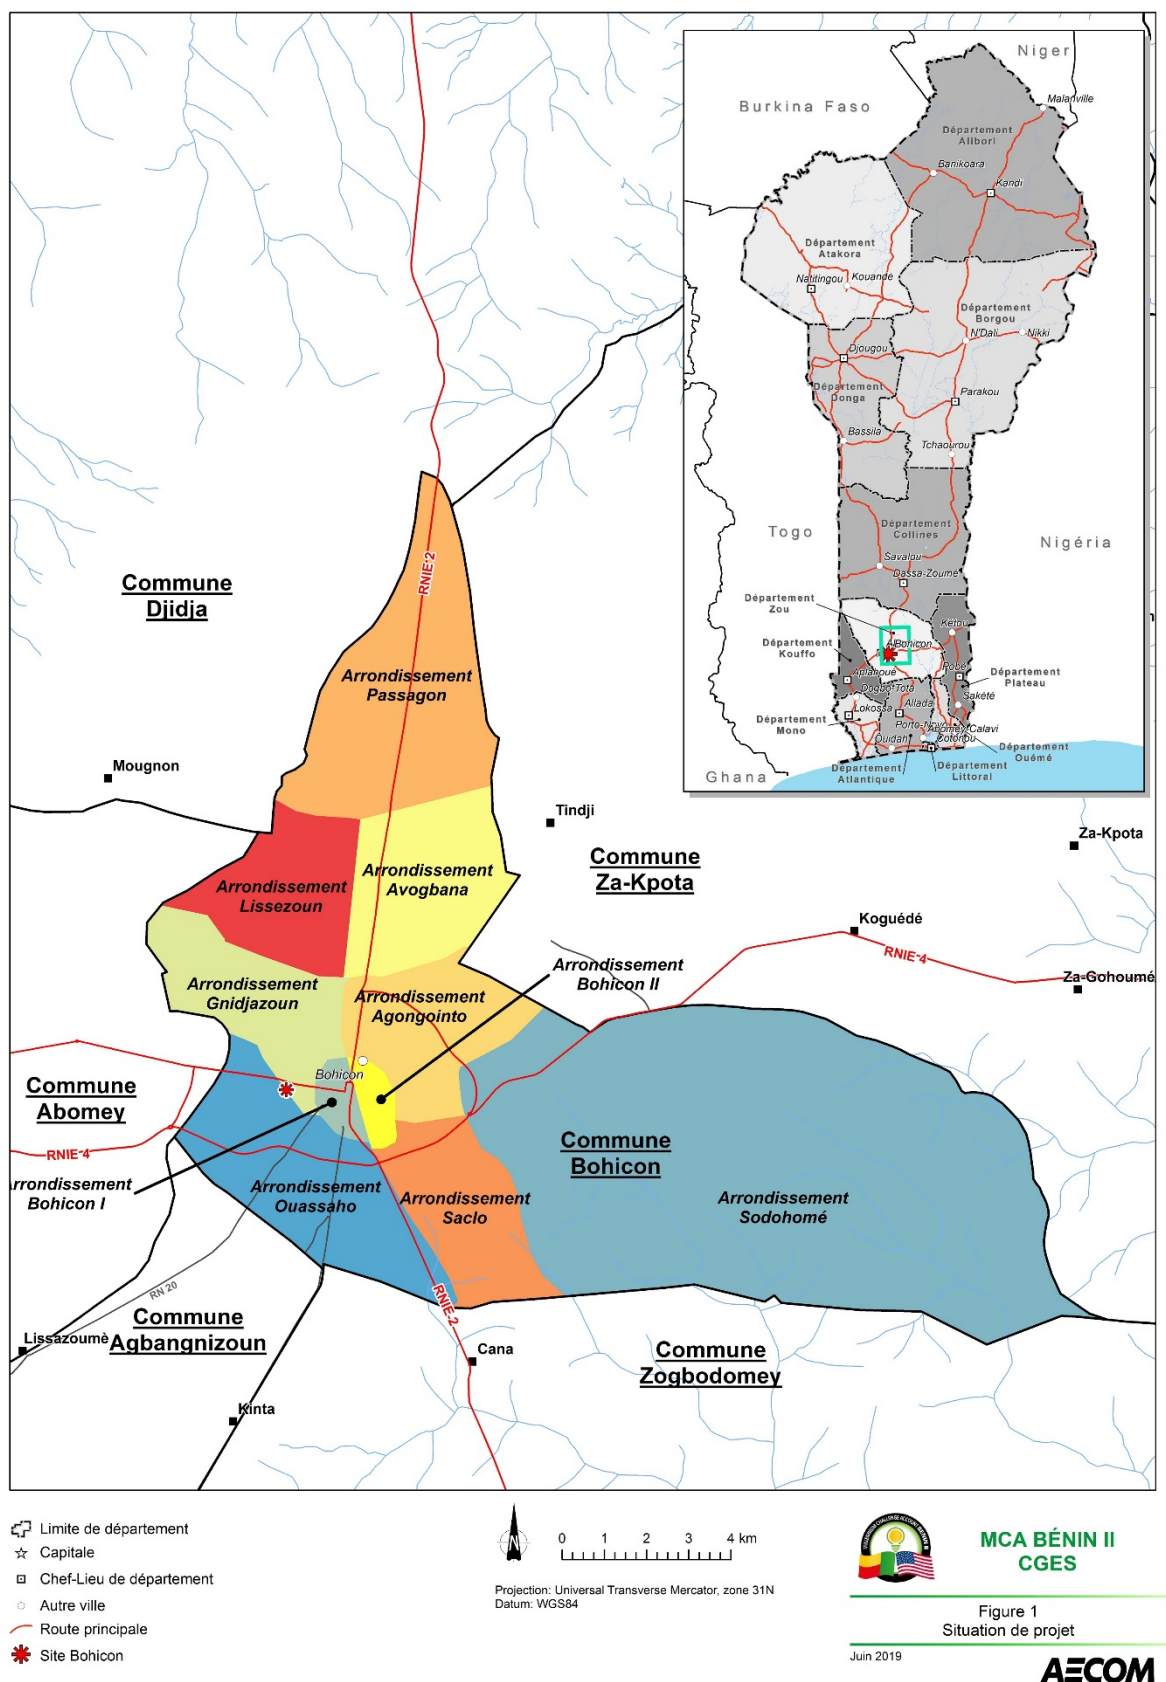 Niger
Burkina Faso
Malanville
Département
Alibori
Banikoara
Kandi
Département
Atakora
Natitingou
Kouandé
Département
Borgou
N'Dali
Nikki
Djougou
Département
Donga
Parakou
Bassila
Tchaourou
Togo
Nigéria
Département
Collines
Savalou
Dassa-Zoumé
Département
Zou
Kétou
Bohicon
Département
Kouffo
Aplahoué
Pobè
Département
Plateau
Dogbo-Tota
Sakété
Lokossa
Allada
Département
Mono
Porto-Novo
Abomey-Calavi
Ouidah
Cotonou
Département
Ouémé
Ghana
Département
Atlantique
Département
Littoral
RNIE-2
Commune
Djidja
Arrondissement
Passagon
Mougnon
Tindji
Za-Kpota
Commune
Za-Kpota
Arrondissement
Avogbana
Arrondissement
Lissezoun
Koguédé
RNIE-4
Za-Gohoumé
Arrondissement
Bohicon II
Arrondissement
Gnidjazoun
Arrondissement
Agongointo
Bohicon
Commune
Abomey
RNIE-4
Commune
Bohicon
Arrondissement
Bohicon I
Arrondissement
Ouassaho
Arrondissement
Saclo
Arrondissement
Sodohomé
RN 20
RNIE-2
Commune
Agbangnizoun
Lissazoumè
Cana
Commune
Zogbodomey
Kinta
Limite de département
Capitale
Chef-Lieu de département
Autre ville
Route principale
Site Bohicon
N
0 1 2 3 4 km
Projection: Universal Transverse Mercator, zone 31N
Datum: WGS84
MCA BÉNIN II
CGES
Figure 1
Situation de projet
Juin 2019
AECOM